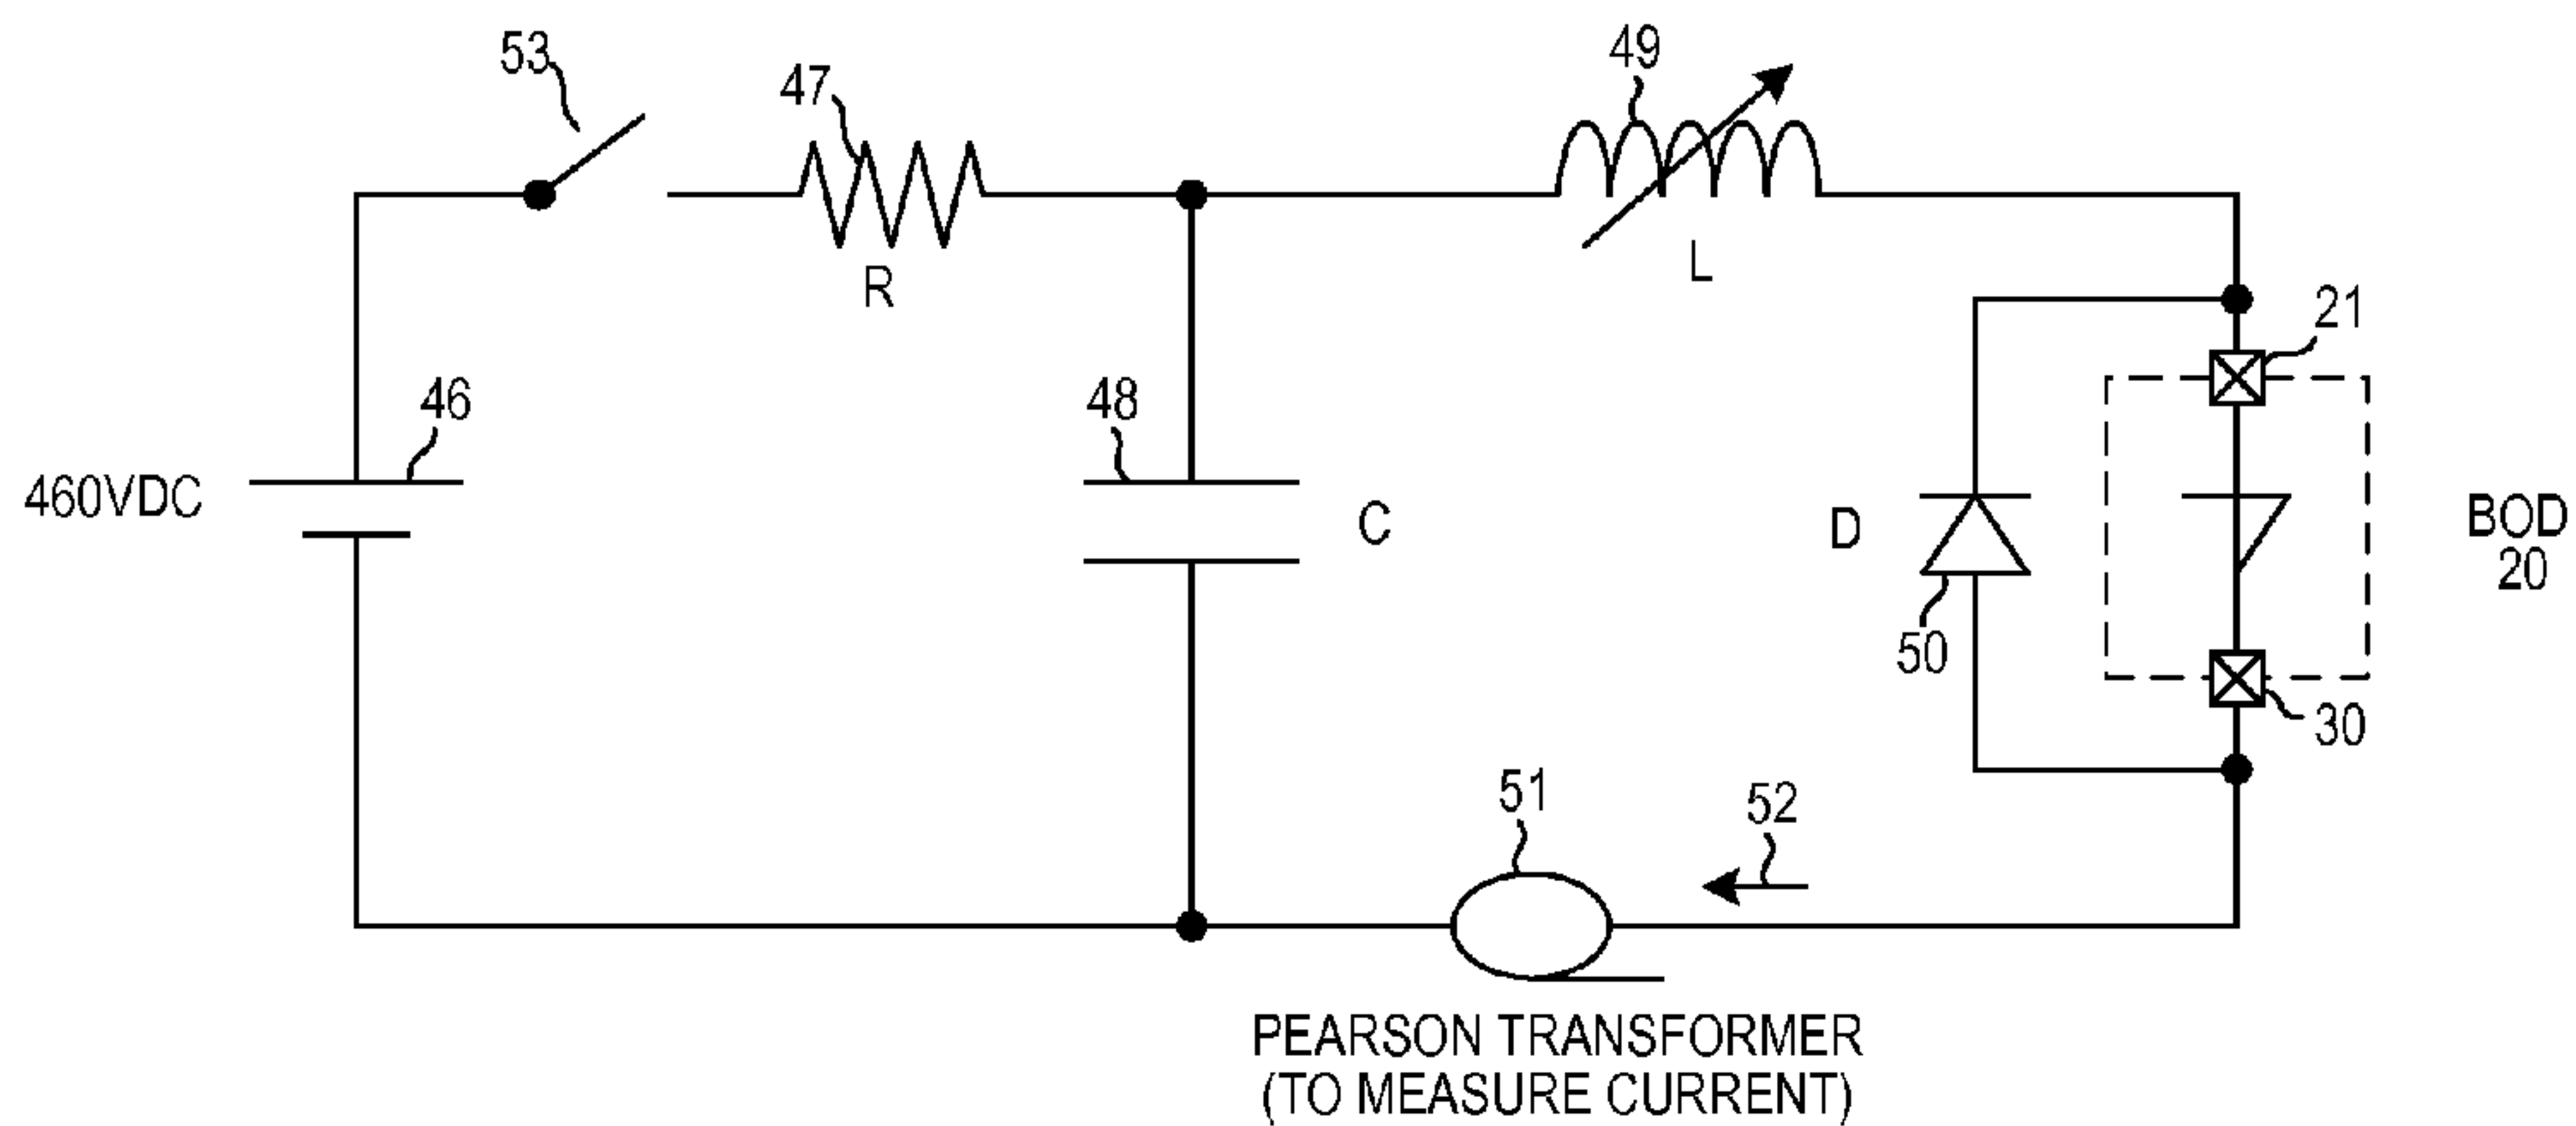 53
47
49
R
L
21
46
48
460VDC
C
D
BOD
20
50
30
51
52
PEARSON TRANSFORMER
(TO MEASURE CURRENT)